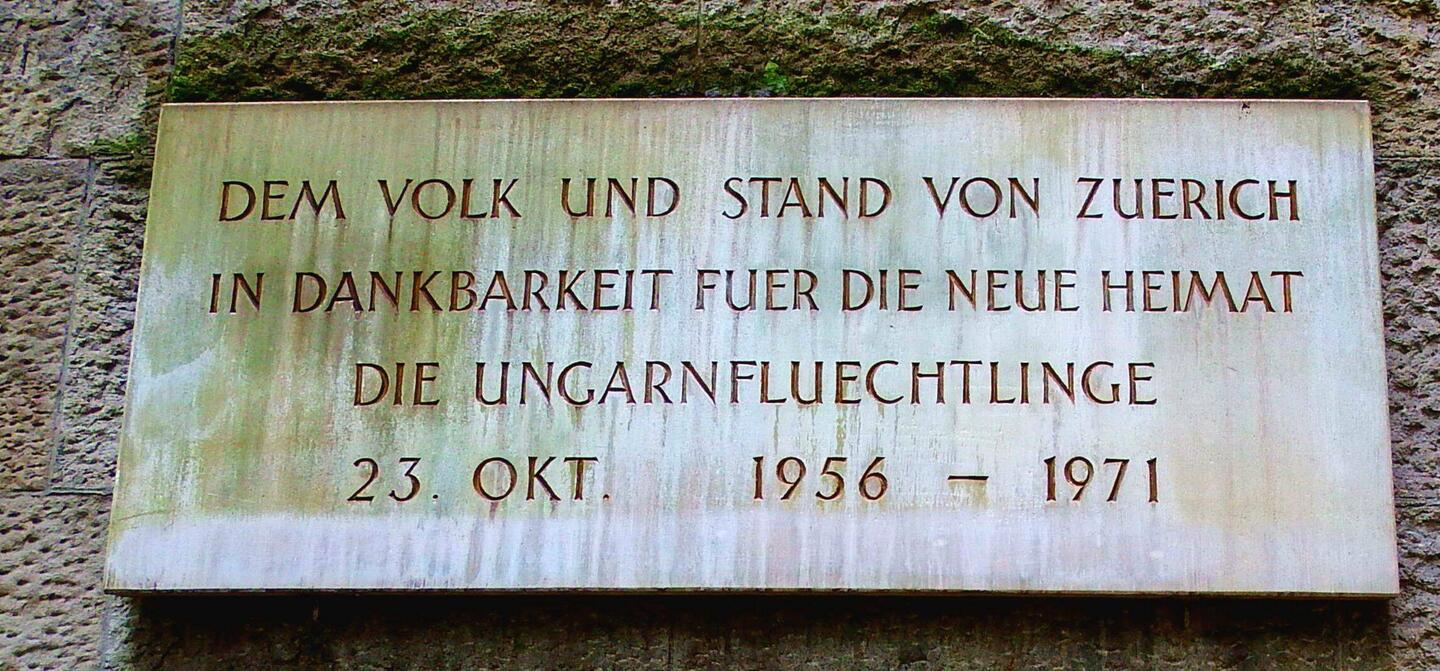 DEM VOLK UND STAND VON ZUERICH
IN DANKBARKEIT FUER DIE NEUE HEIMAT
DIE UNGARNFLUECHTLINGE
23. OKT. 1956 – 1971